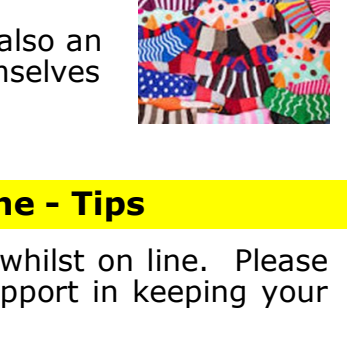 also an
nselves
ne - Tips
whilst on line.  Please
pport in keeping your